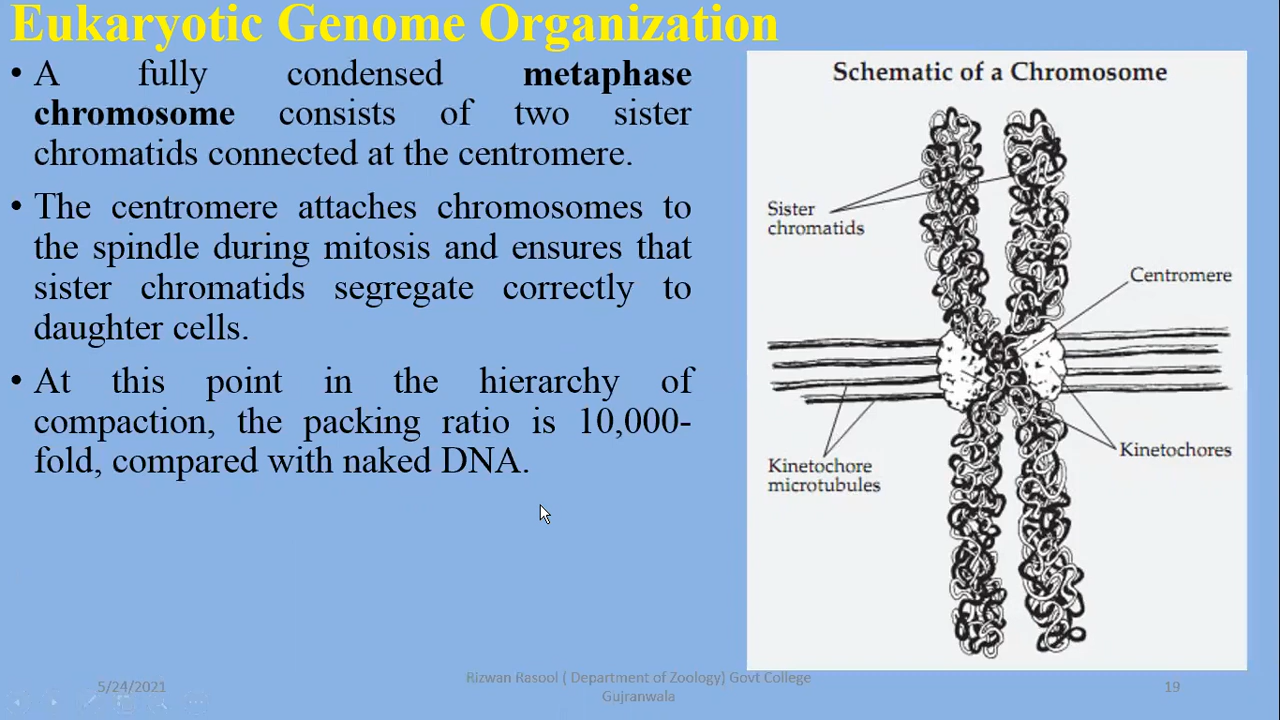 Eukaryotic Genome Organization
• A fully condensed metaphase
chromosome consists of two sister
chromatids connected at the centromere.
• The centromere attaches chromosomes to
the spindle during mitosis and ensures that
sister chromatids segregate correctly to
daughter cells.
• At this point in the hierarchy of
compaction, the packing ratio is 10,000-
fold, compared with naked DNA.
Schematic of a Chromosome
Sister
chromatids
Centromere
Kinetochore
microtubules
Kinetochores
5/24/2021
Rizwan Rasool ( Department of Zoology) Govt College
Gujranwala
19